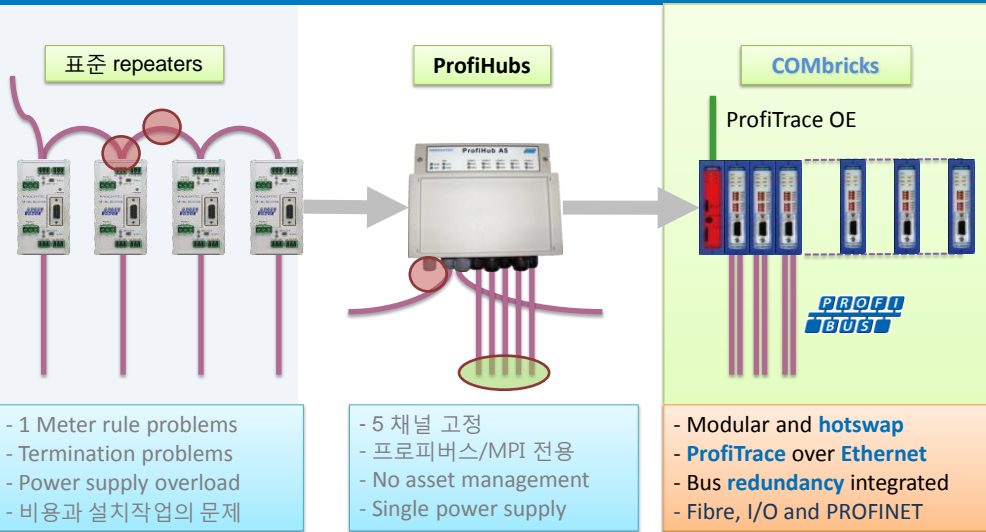 표준 repeaters
ProfiHubs
COMbricks
ProfiTrace OE
ProfiHub A5
PROFI
BUS
- 1 Meter rule problems
- Termination problems
- Power supply overload
- 비용과 설치작업의 문제
- 5 채널 고정
- 프로피버스/MPI 전용
- No asset management
- Single power supply
- Modular and hotswap
- ProfiTrace over Ethernet
- Bus redundancy integrated
- Fibre, I/O and PROFINET